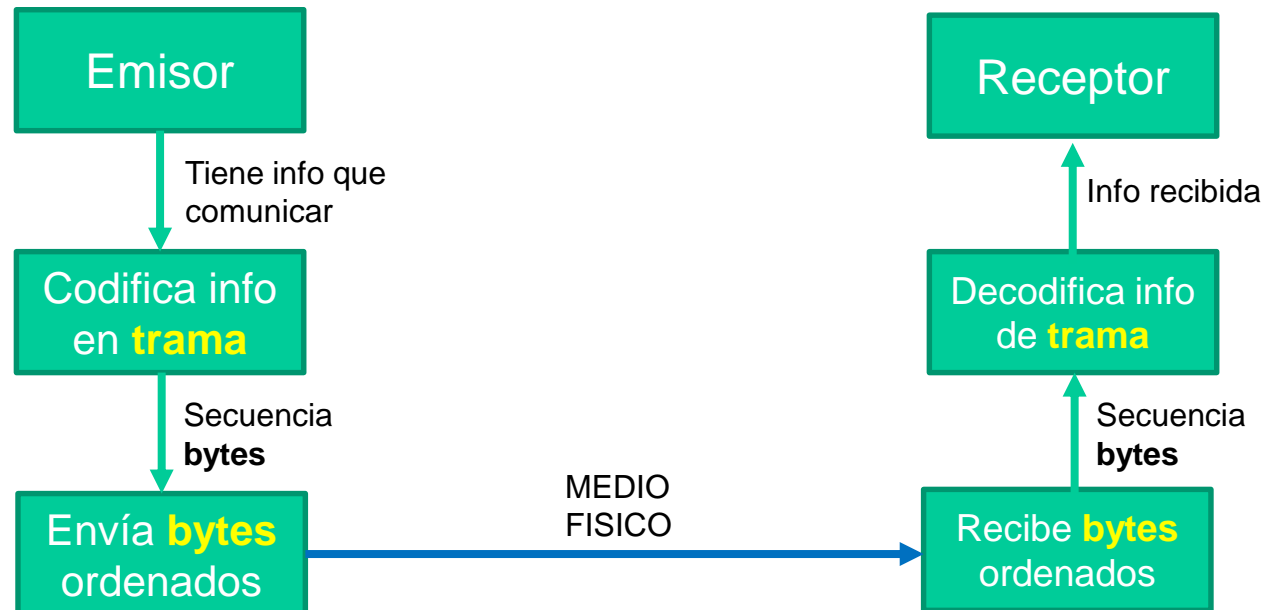 Emisor
Tiene info que
comunicar
Codifica info
en trama
Secuencia
bytes
Envía bytes
ordenados
MEDIO
FISICO
Receptor
Info recibida
Decodifica info
de trama
Secuencia
bytes
Recibe bytes
ordenados